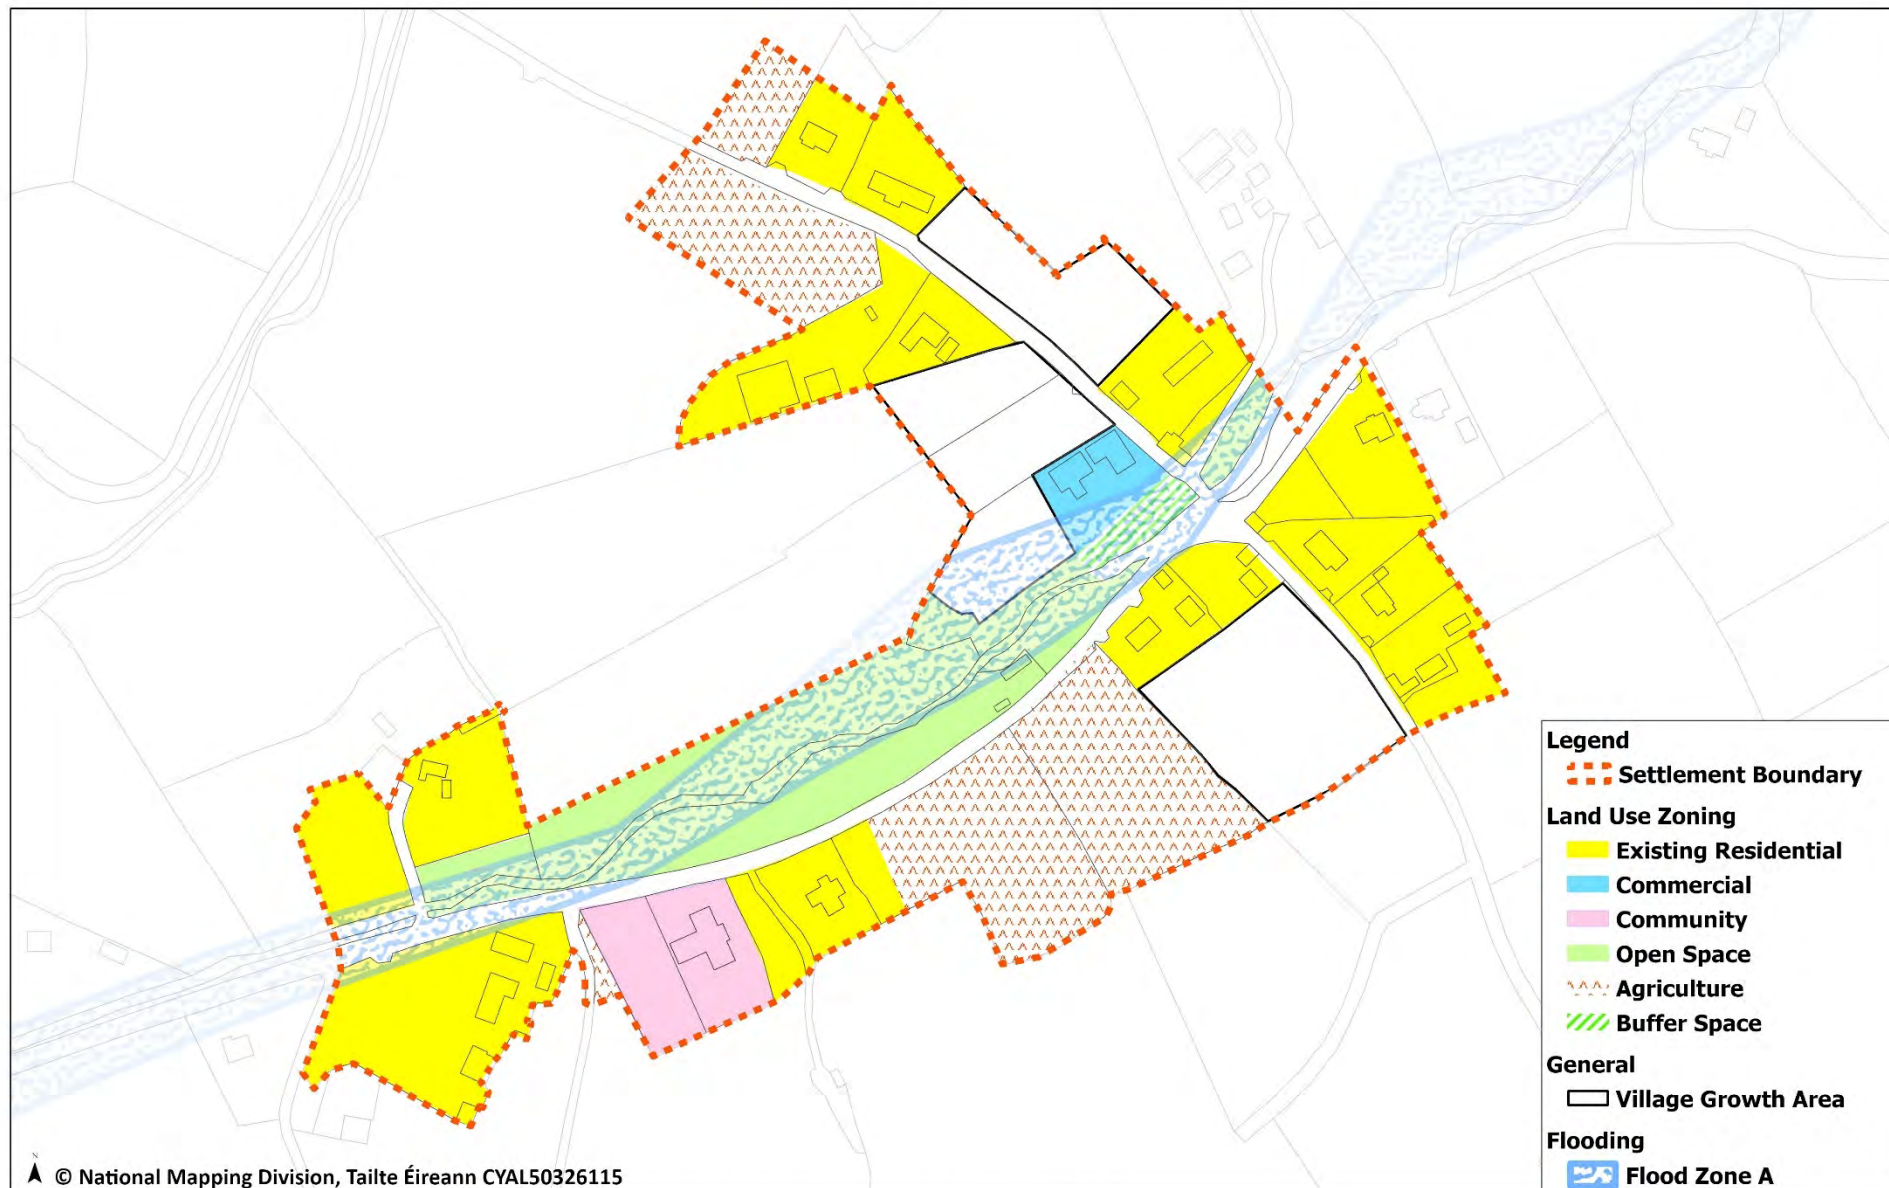 Legend
Settlement Boundary
Land Use Zoning
Existing Residential
Commercial
Community
Open Space
Agriculture
Buffer Space
General
Village Growth Area
Flooding
Flood Zone A
N
© National Mapping Division, Tailte Éireann CYAL50326115